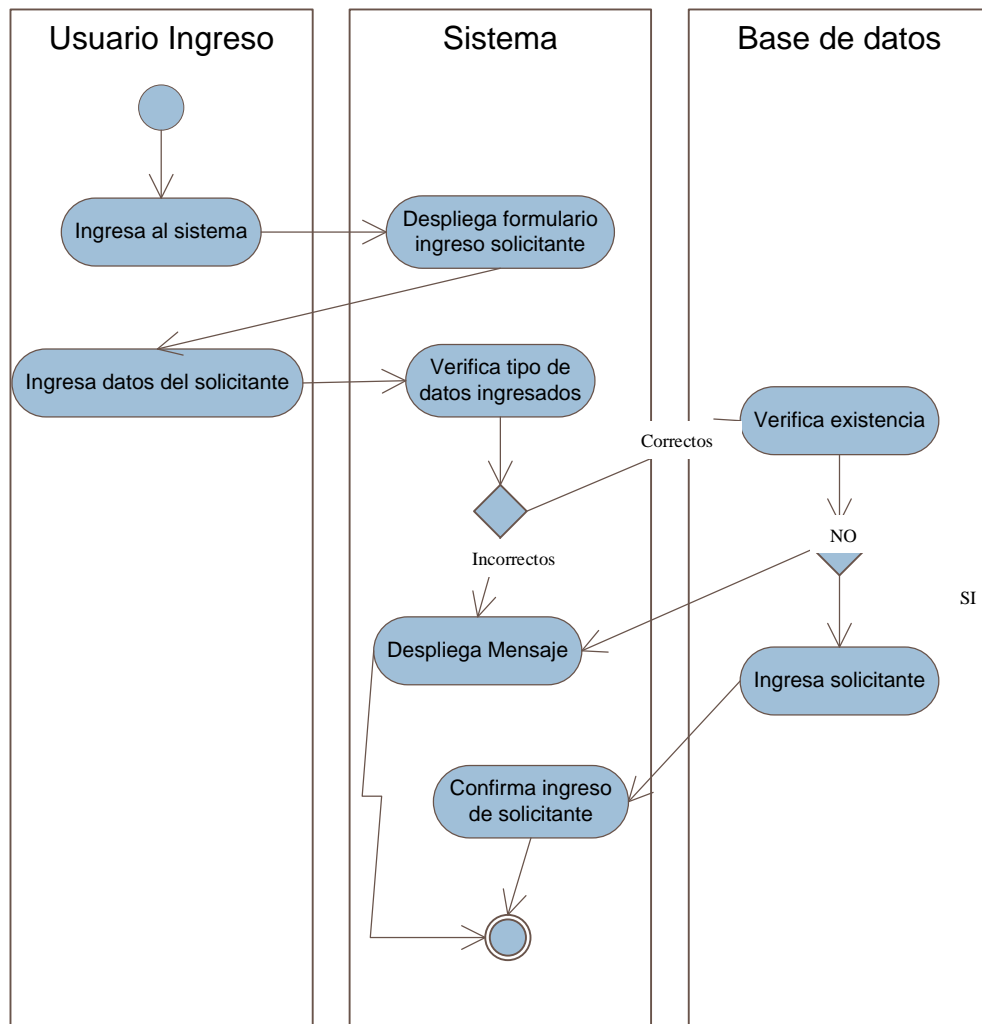 Usuario Ingreso
Sistema
Base de datos
Ingresa al sistema
Despliega formulario
ingreso solicitante
Ingresa datos del solicitante
Verifica tipo de
datos ingresados
Verifica existencia
Correctos
NO
Incorrectos
SI
Despliega Mensaje
Ingresa solicitante
Confirma ingreso
de solicitante